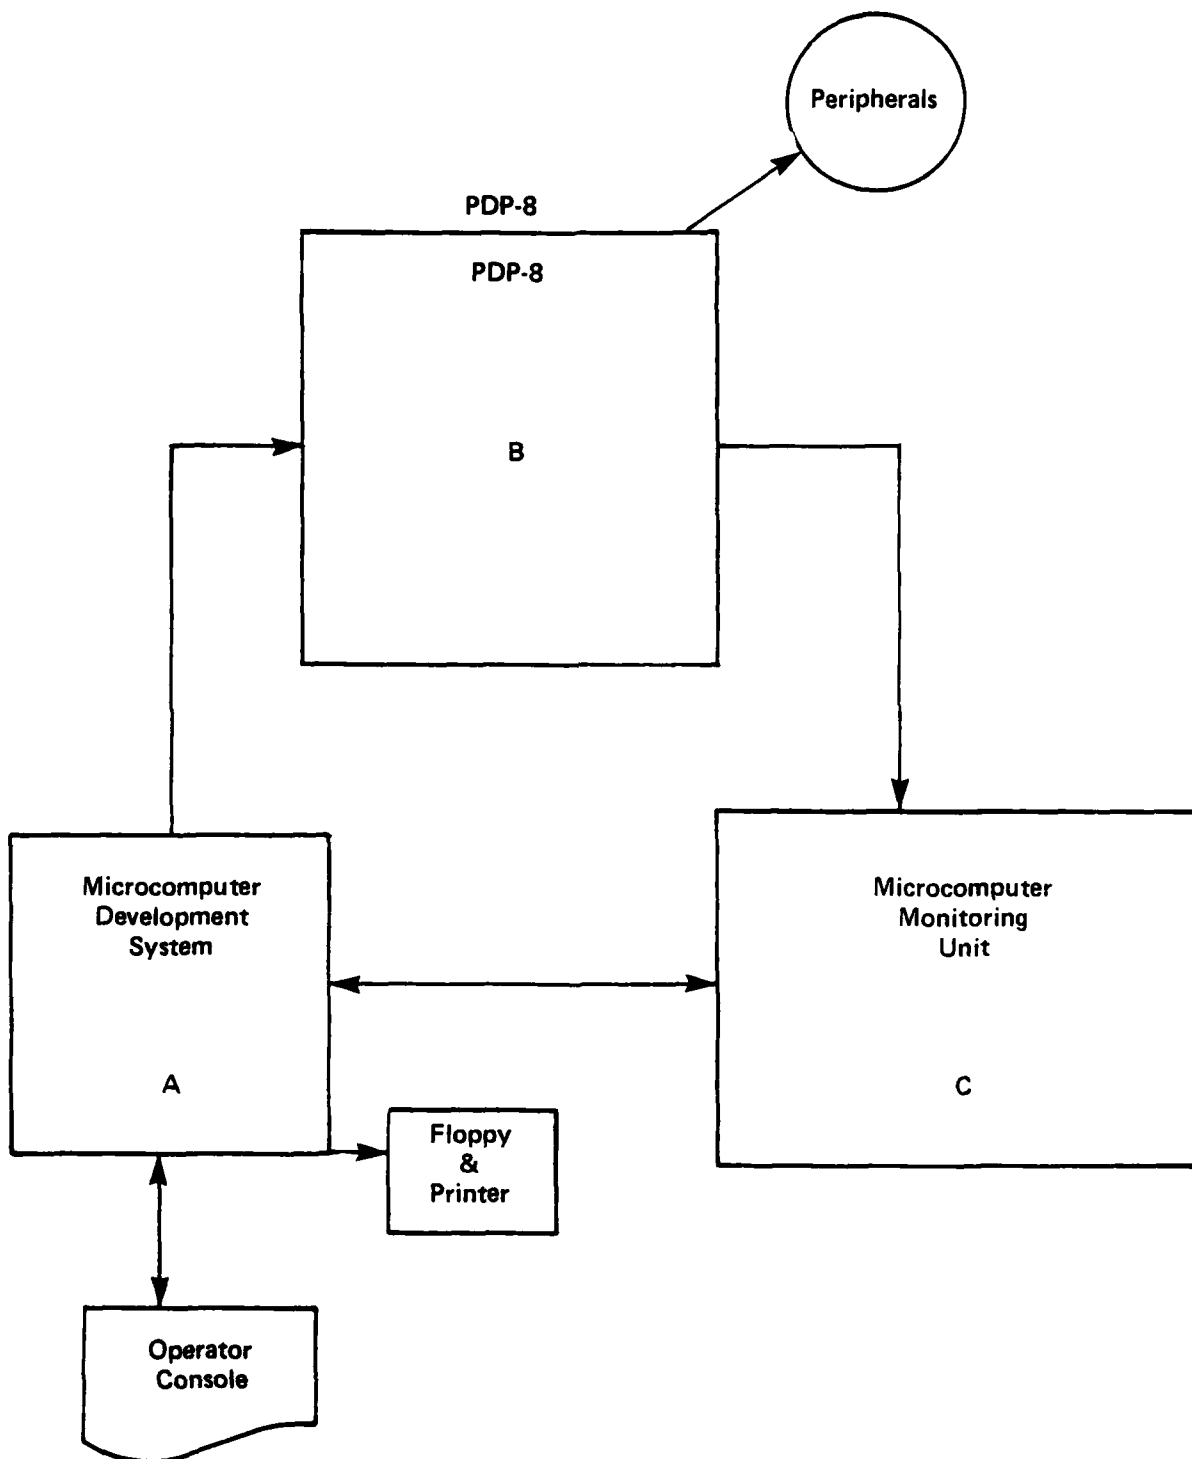 Peripherals
PDP-8
PDP-8
B
Microcomputer
Development
System
A
Microcomputer
Monitoring
Unit
C
Floppy
&
Printer
Operator
Console